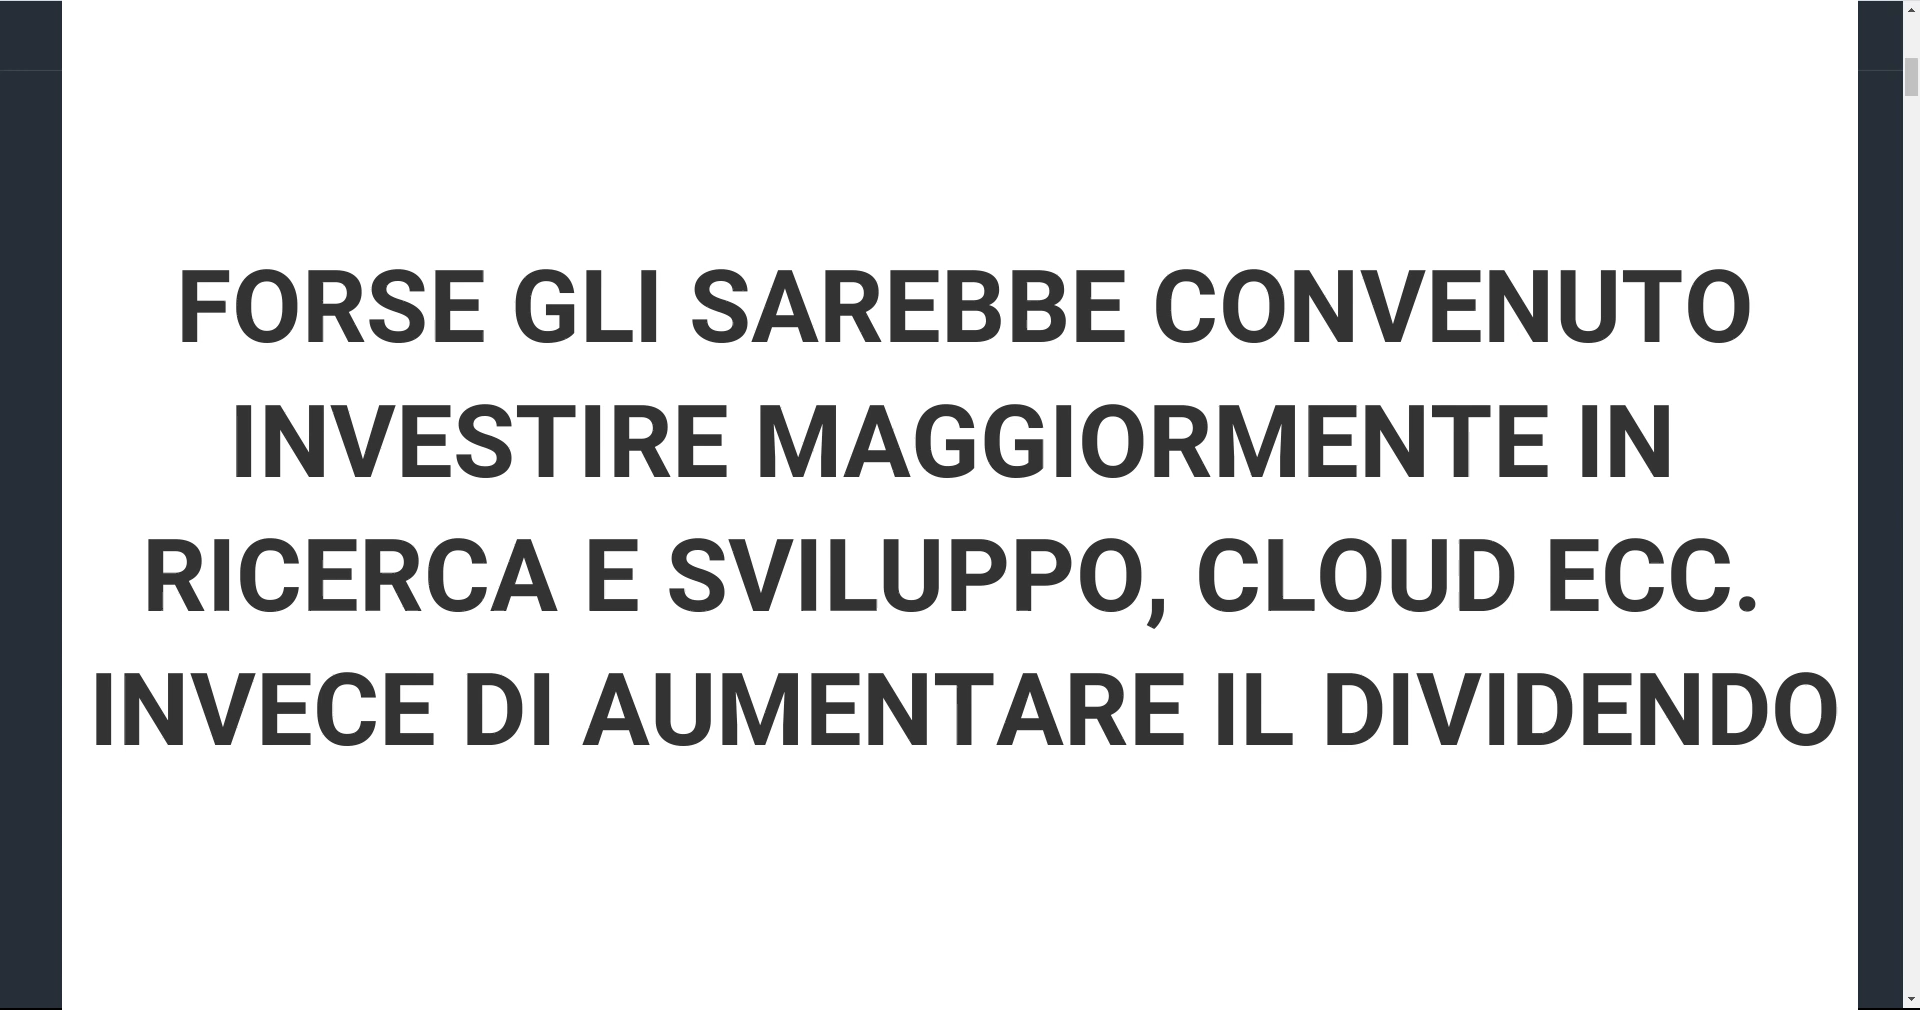 FORSE GLI SAREBBE CONVENUTO
INVESTIRE MAGGIORMENTE IN
RICERCA E SVILUPPO, CLOUD ECC.
INVECE DI AUMENTARE IL DIVIDENDO